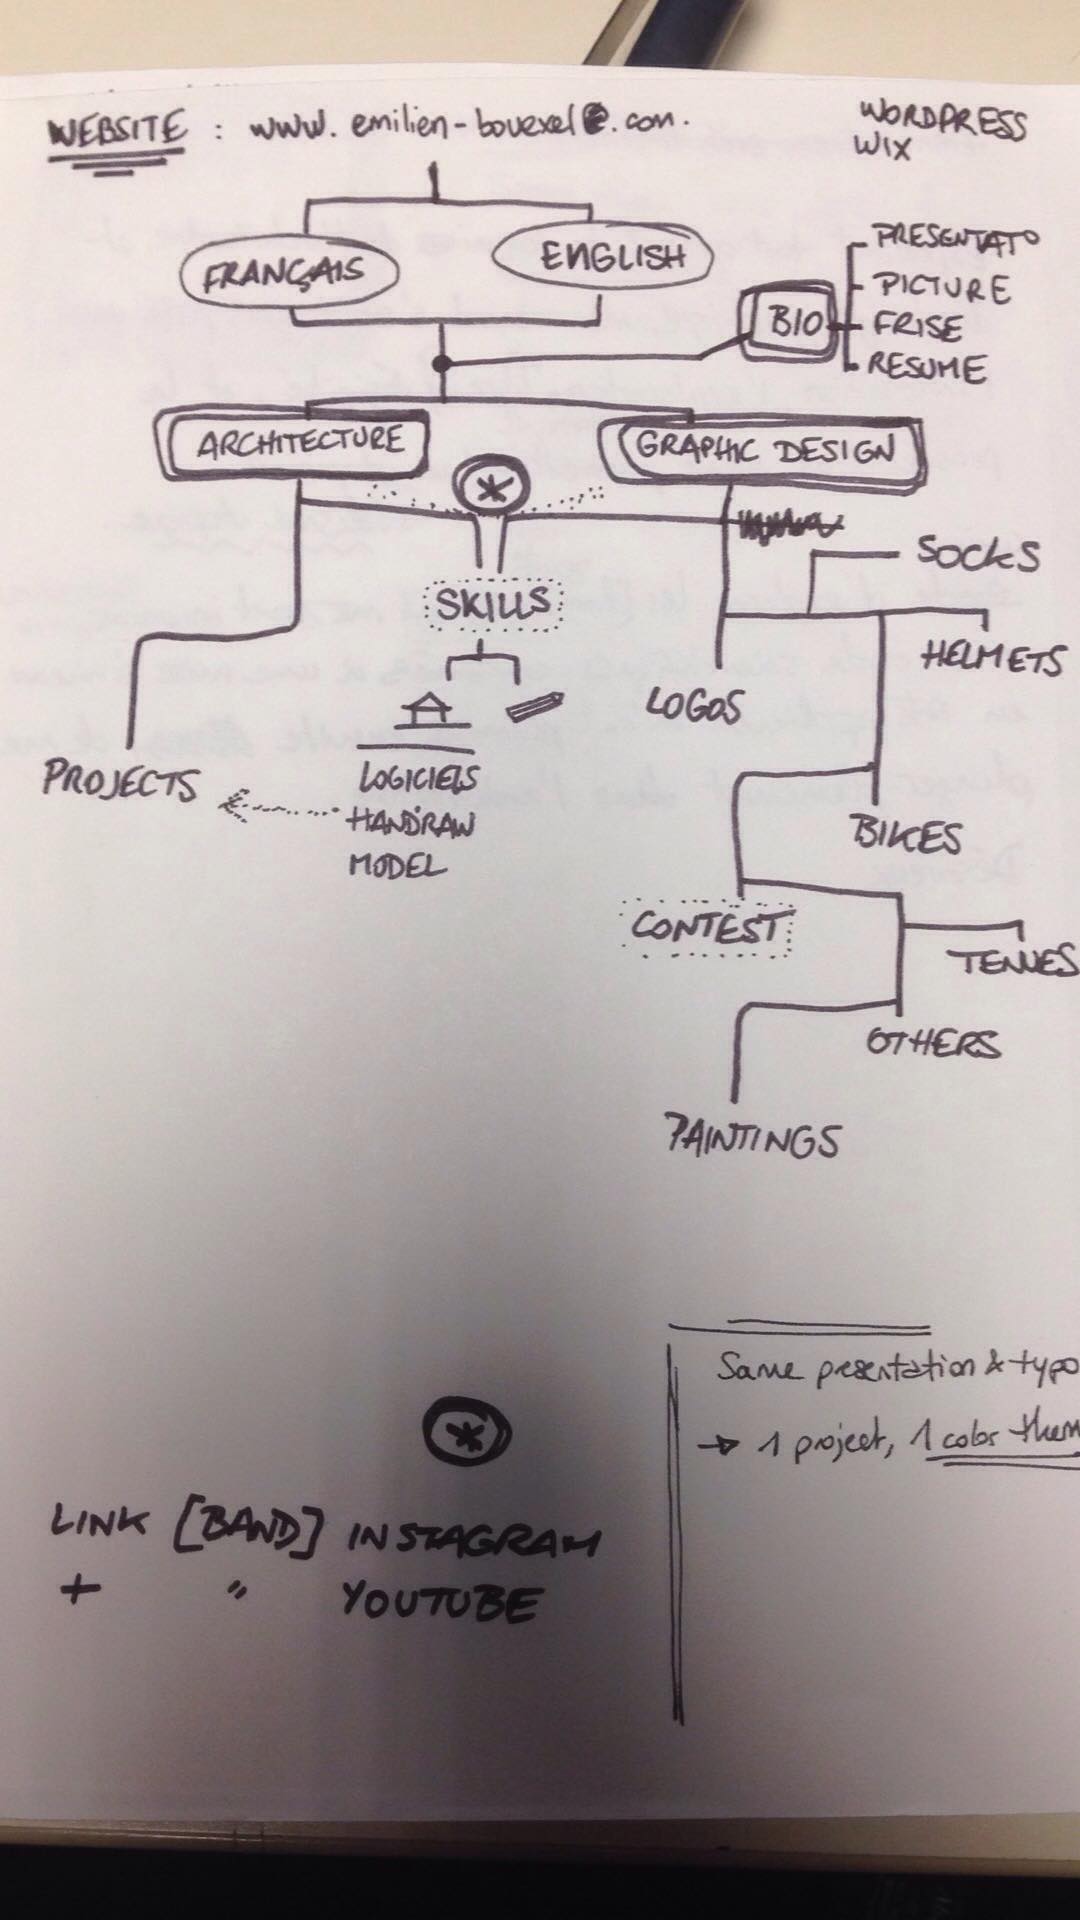 WEBSITE : www. emilien-bouexel .com.
WORDPRESS
WIX
FRANÇAIS
ENGLISH
BIO
PRESENTATO
PICTURE
FRISE
RESUME
ARCHITECTURE
GRAPHIC DESIGN
*
SKILLS
SOCKS
HELMETS
LOGOS
PROJECTS
LOGICIELS
HANDRAW
MODEL
BIKES
CONTEST
TENUES
OTHERS
PAINTINGS
Same presentation & typo
→ 1 project, 1 color them
*
LINK [BAND] INSTAGRAM
+ " YOUTUBE